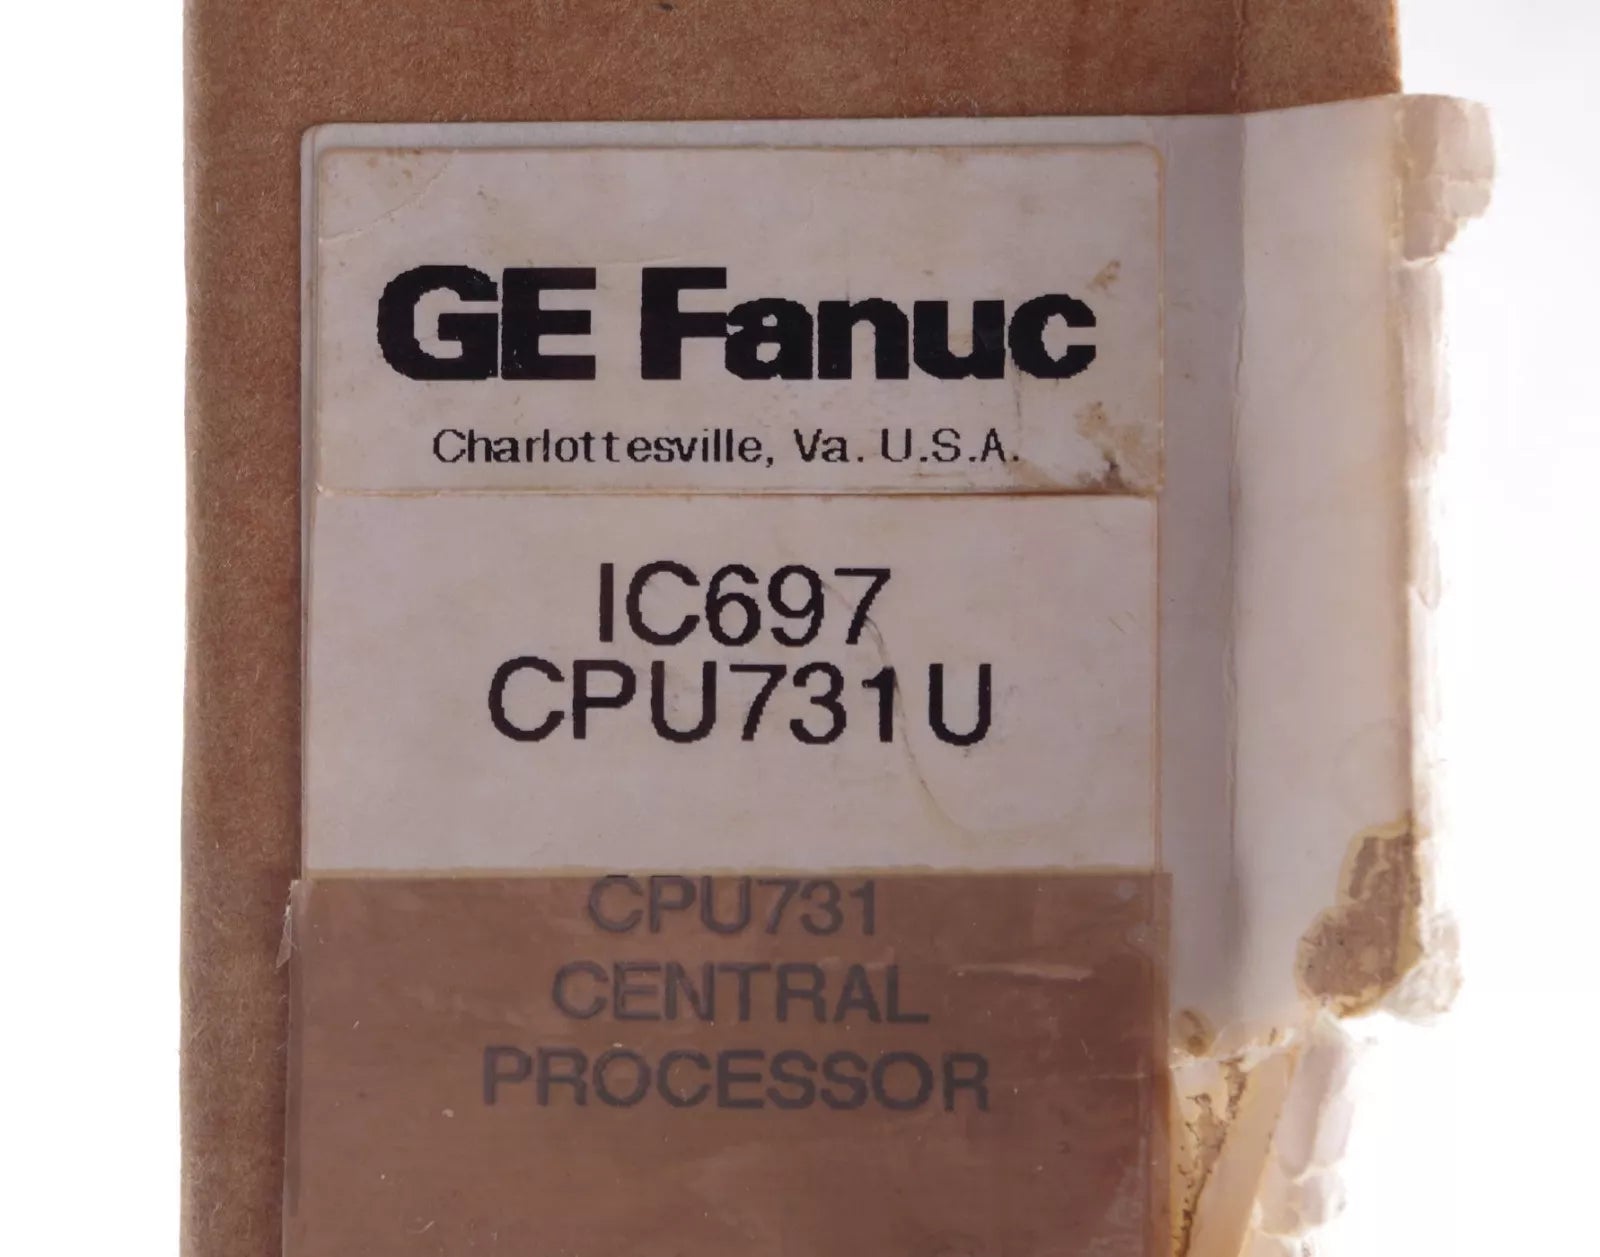 GE Fanuc
Charlottesville, Va. U.S.A.
IC697
CPU731U
CPU731
CENTRAL
PROCESSOR